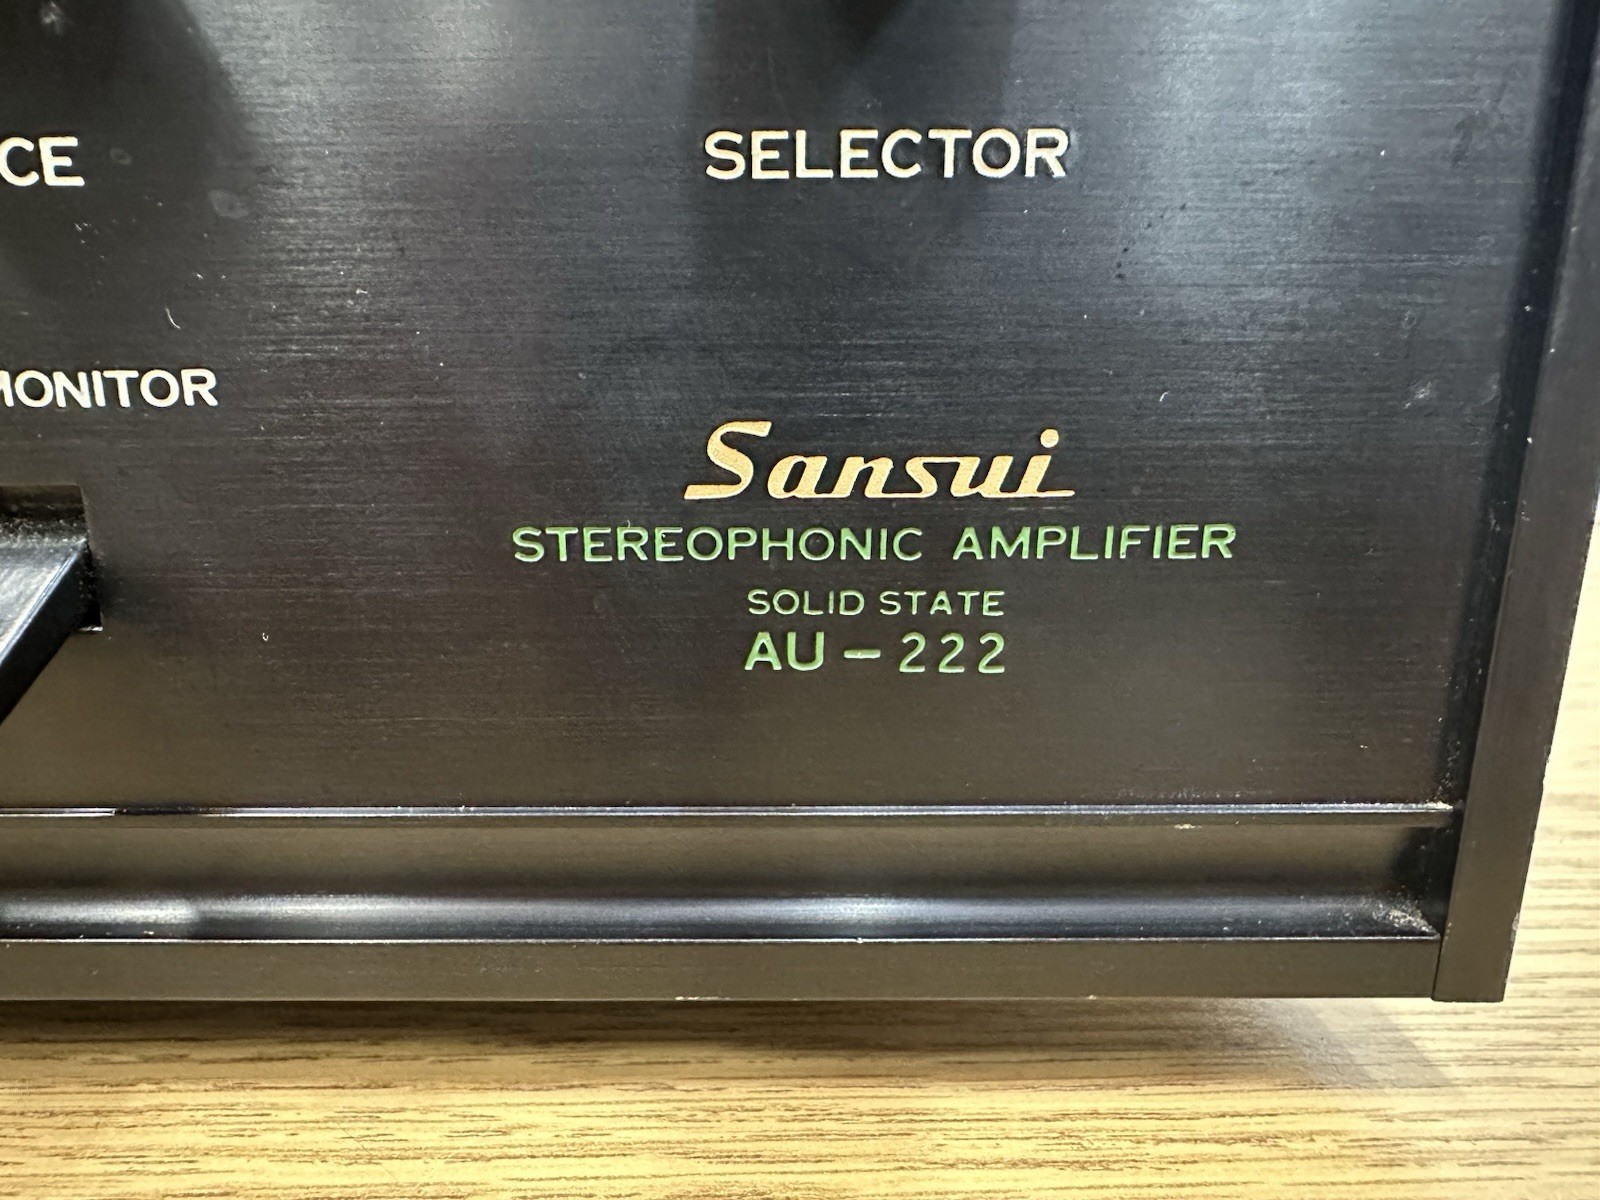 CE
SELECTOR
MONITOR
Sansui
STEREOPHONIC AMPLIFIER
SOLID STATE
AU-222